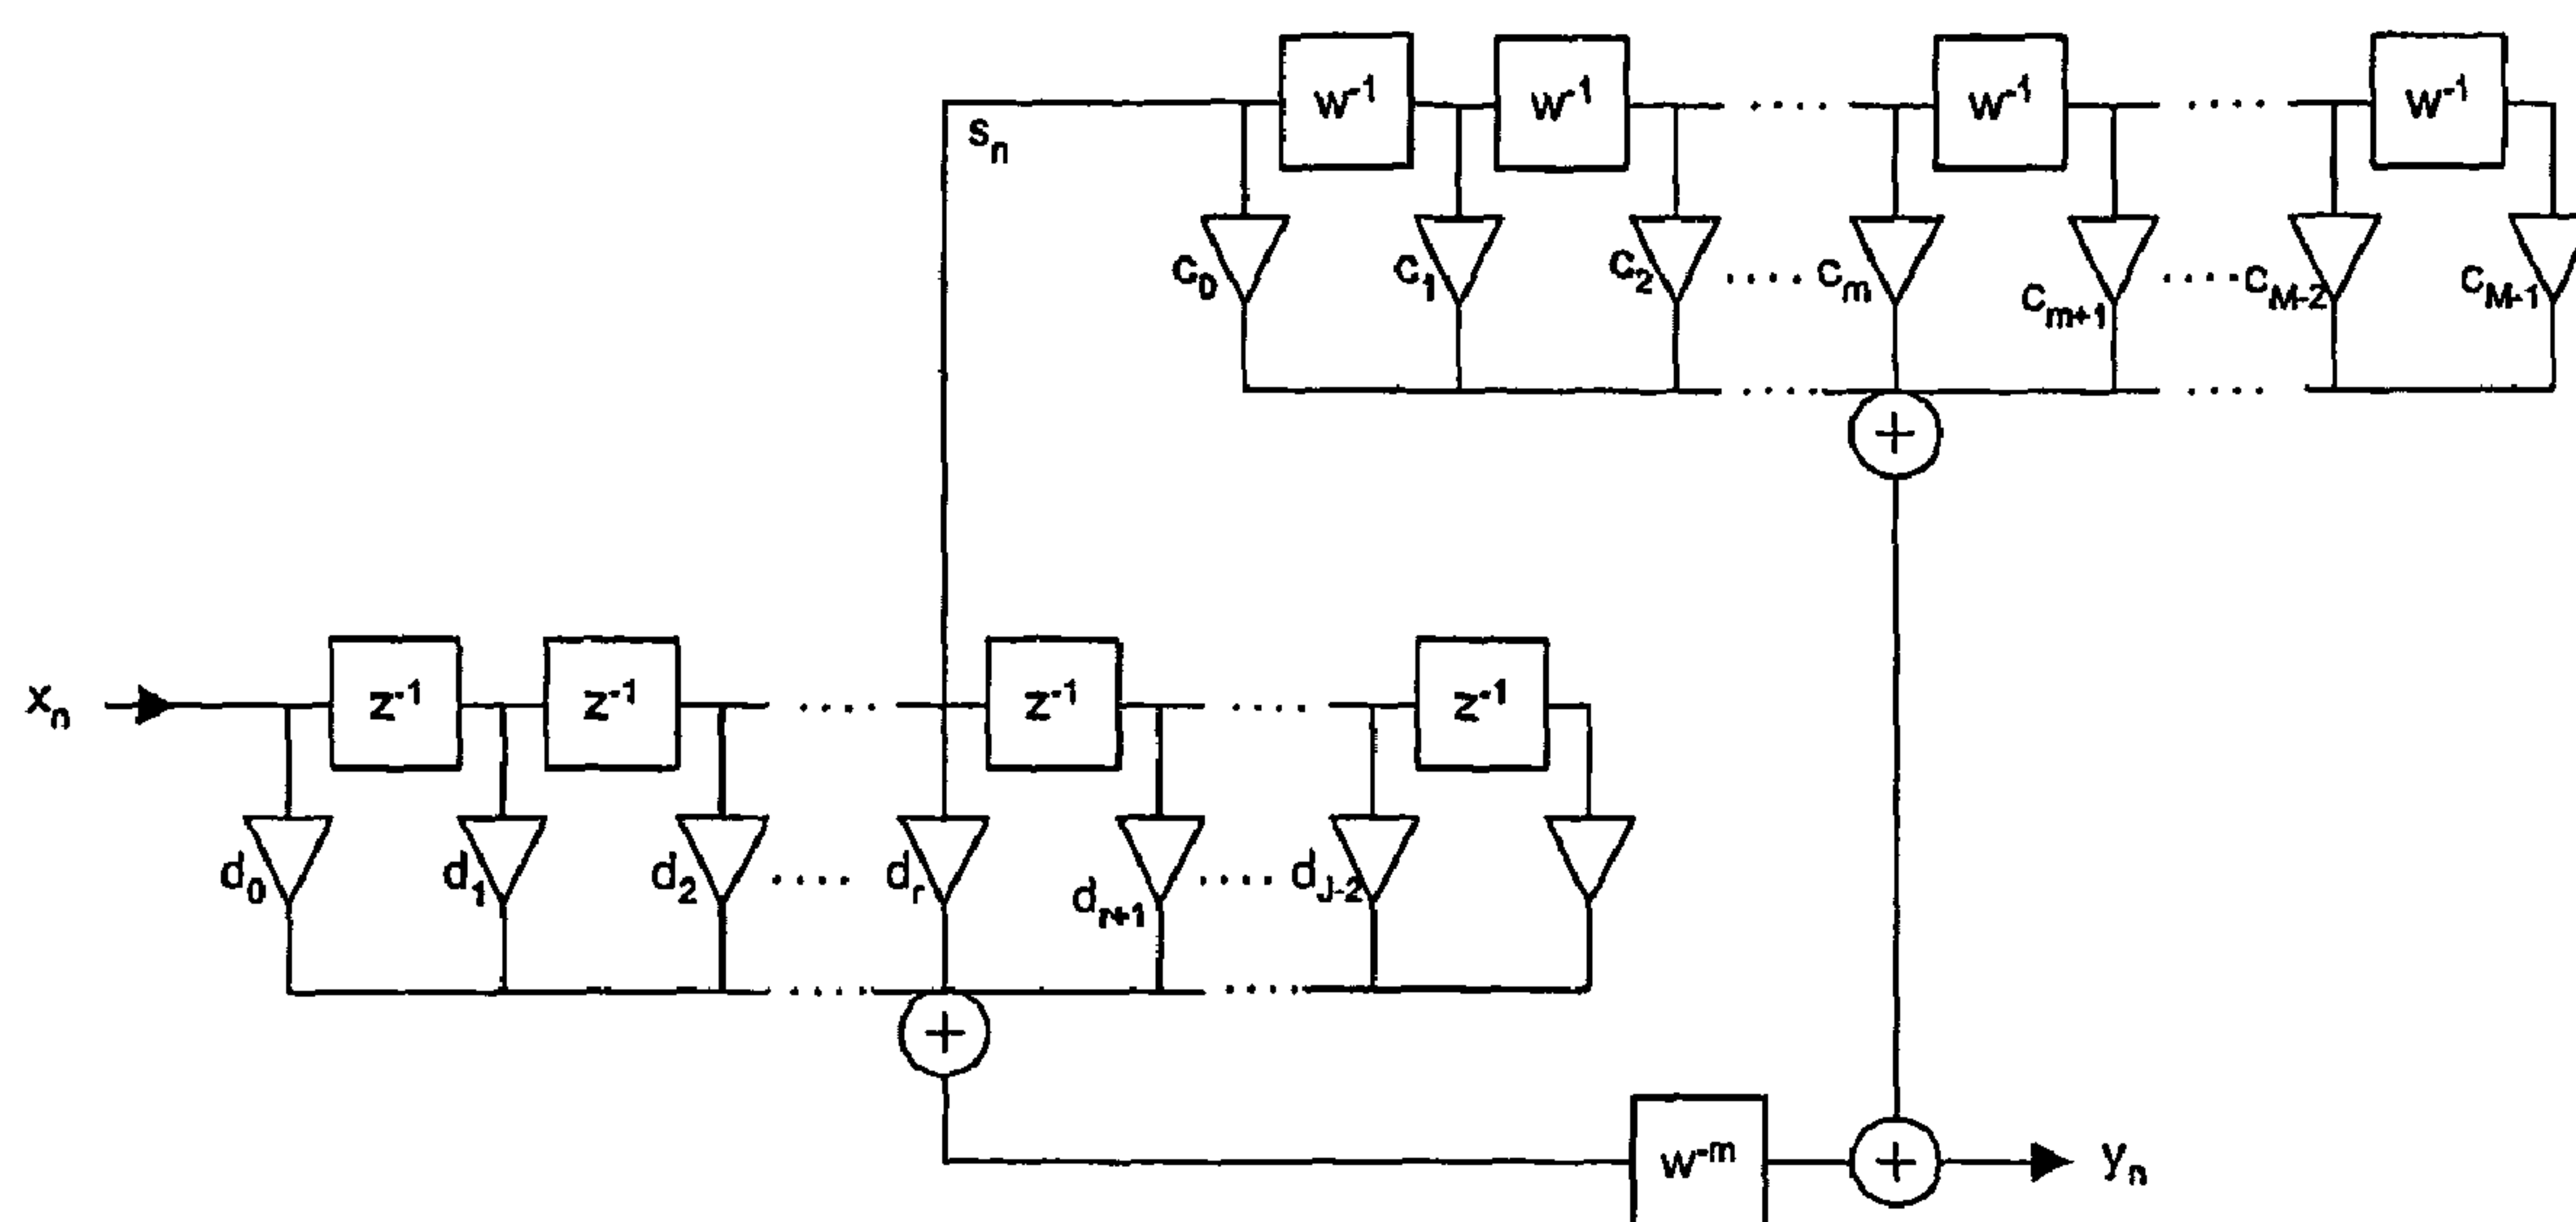 w⁻¹ w⁻¹ .... w⁻¹ .... w⁻¹
sₙ
c₀ c₁ c₂ .... cₘ cₘ₊₁ .... c_M-2 c_M-1
.... ....
+
xₙ z⁻¹ z⁻¹ .... z⁻¹ .... z⁻¹
d₀ d₁ d₂ .... dᵣ dᵣ₊₁ .... d_J-2
.... ....
+
w⁻ᵐ + yₙ